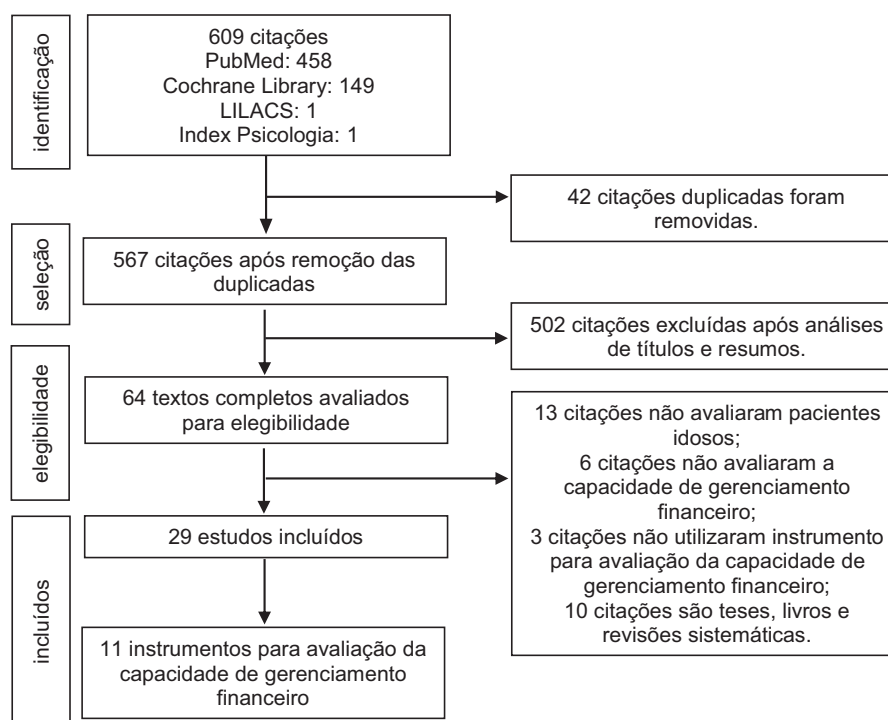 identificação
609 citações
PubMed: 458
Cochrane Library: 149
LILACS: 1
Index Psicologia: 1
42 citações duplicadas foram
removidas.
seleção
567 citações após remoção das
duplicadas
502 citações excluídas após análises
de títulos e resumos.
elegibilidade
64 textos completos avaliados
para elegibilidade
13 citações não avaliaram pacientes
idosos;
6 citações não avaliaram a
capacidade de gerenciamento
financeiro;
3 citações não utilizaram instrumento
para avaliação da capacidade de
gerenciamento financeiro;
10 citações são teses, livros e
revisões sistemáticas.
incluídos
29 estudos incluídos
11 instrumentos para avaliação da
capacidade de gerenciamento
financeiro